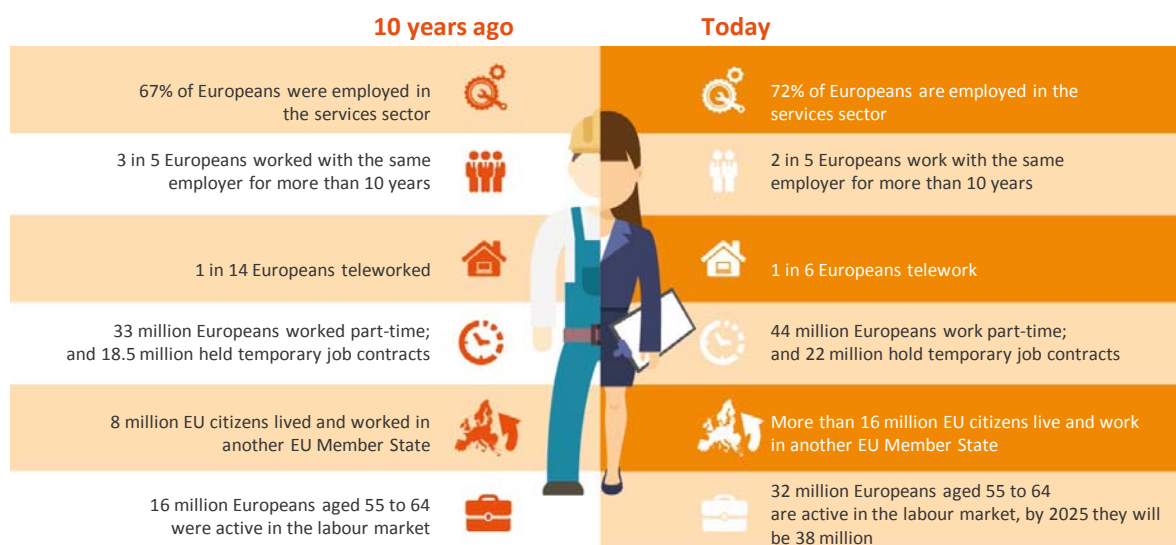 10 years ago
Today
67% of Europeans were employed in
the services sector
72% of Europeans are employed in the
services sector
3 in 5 Europeans worked with the same
employer for more than 10 years
2 in 5 Europeans work with the same
employer for more than 10 years
1 in 14 Europeans teleworked
1 in 6 Europeans telework
33 million Europeans worked part-time;
and 18.5 million held temporary job contracts
44 million Europeans work part-time;
and 22 million hold temporary job contracts
8 million EU citizens lived and worked in
another EU Member State
More than 16 million EU citizens live and work
in another EU Member State
16 million Europeans aged 55 to 64
were active in the labour market
32 million Europeans aged 55 to 64
are active in the labour market, by 2025 they will
be 38 million